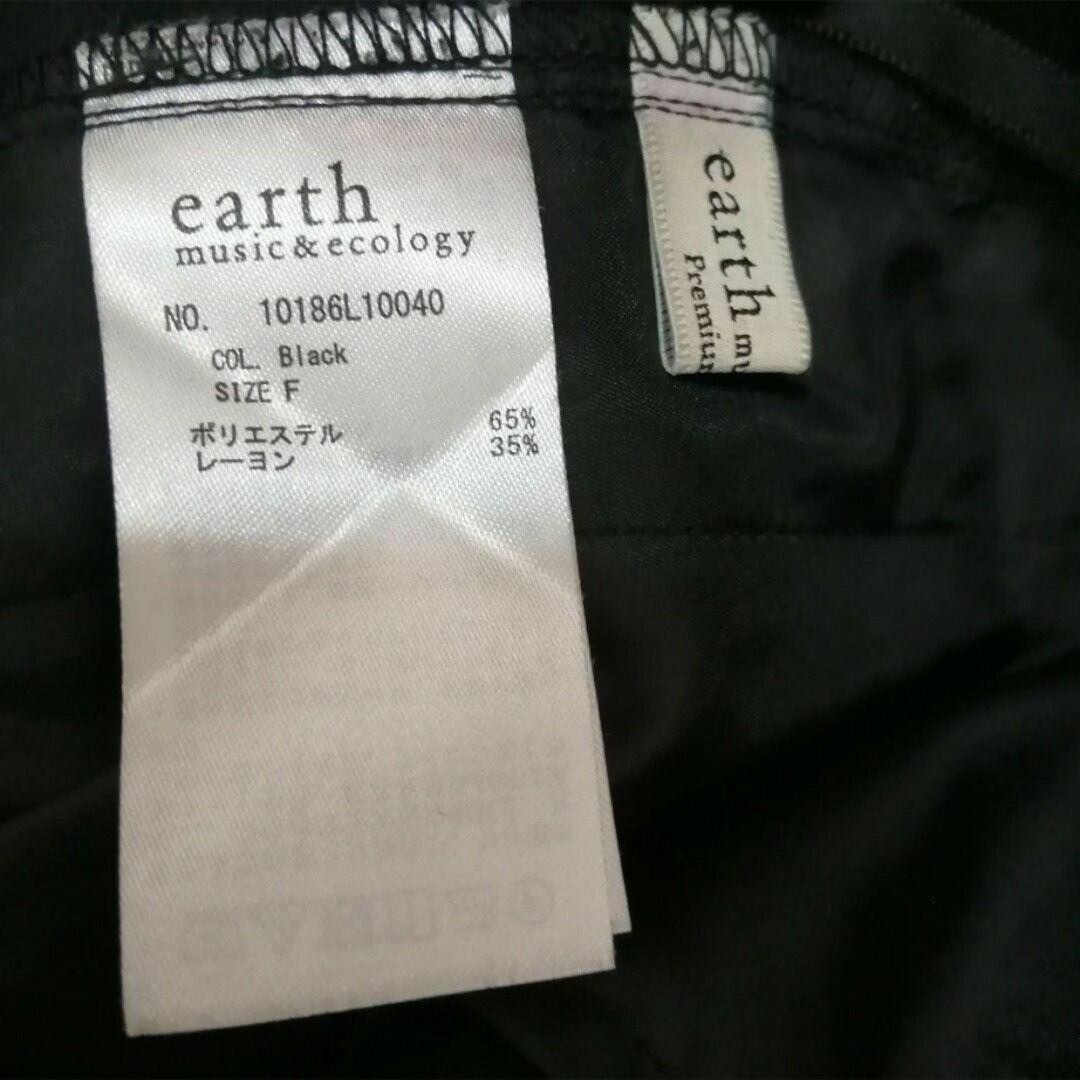 earth
music&ecology
NO. 10186L10040
COL. Black
SIZE F
ポリエステル 65%
レーヨン 35%
earth mu
Premium